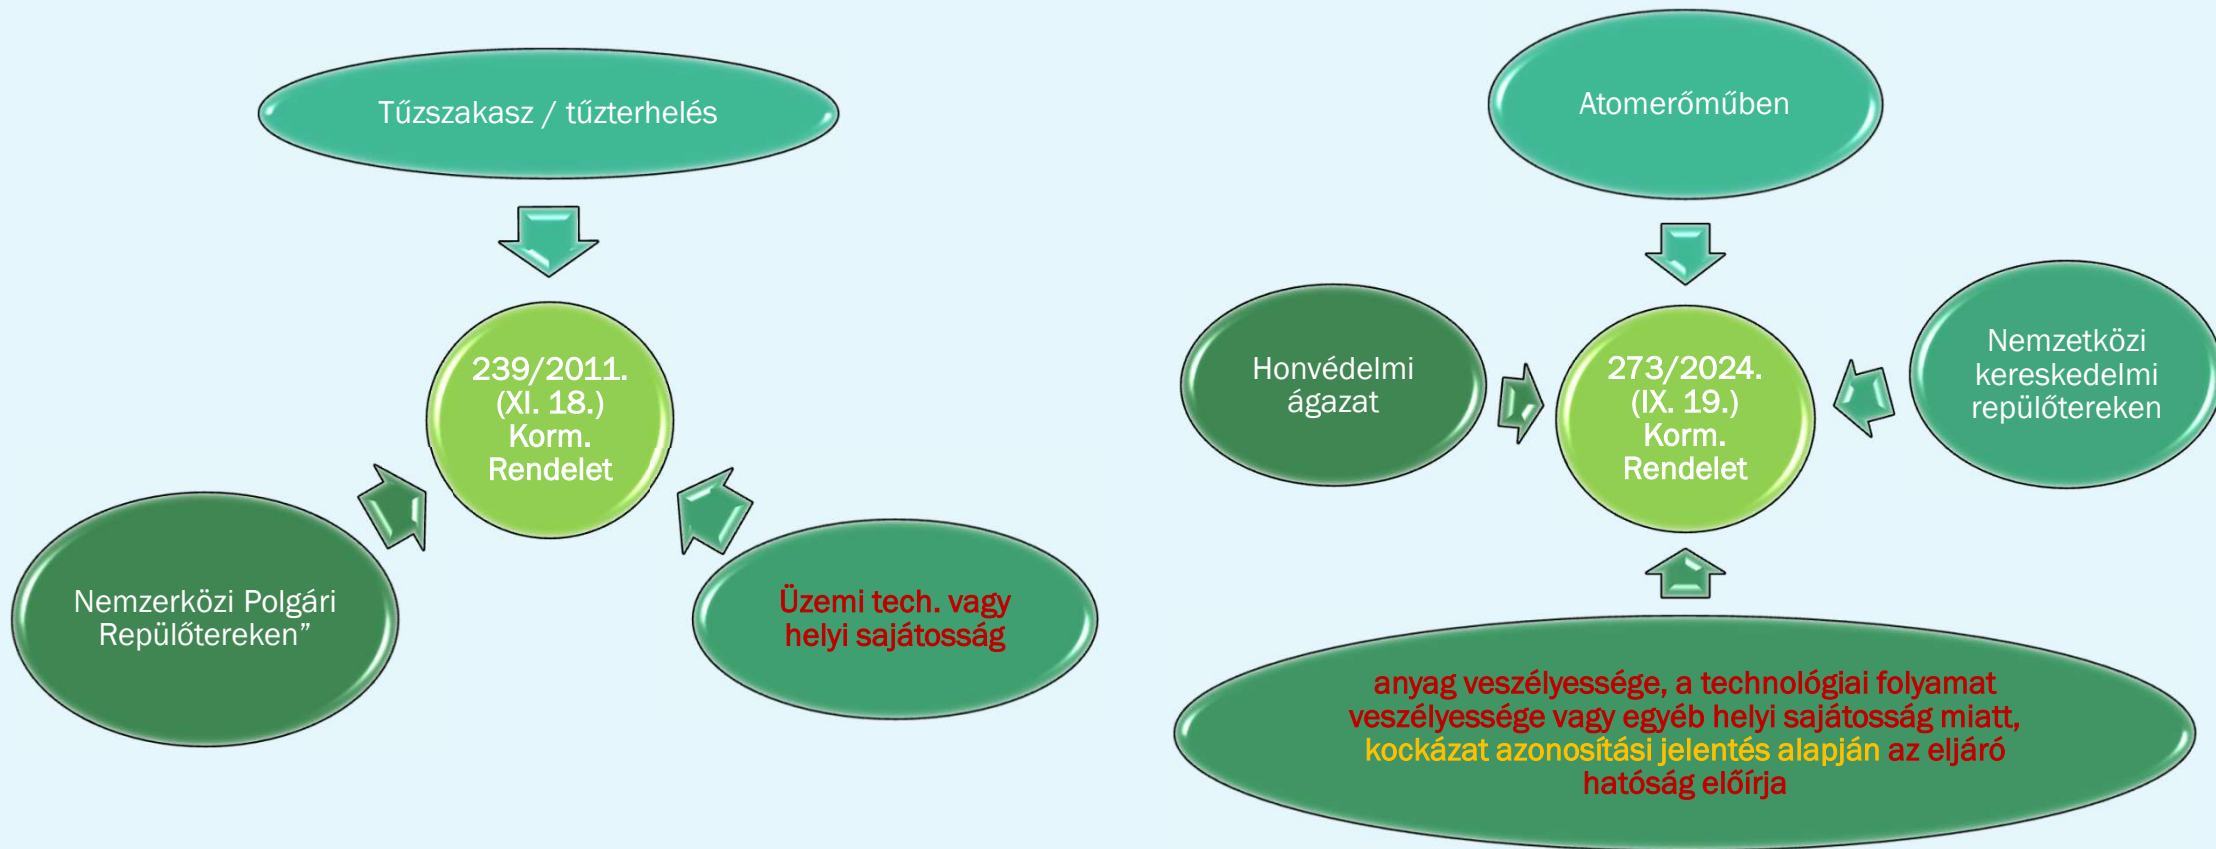 Tűzszakasz / tűzterhelés
239/2011.
(XI. 18.)
Korm.
Rendelet
Nemzerközi Polgári
Repülőtereken”
Üzemi tech. vagy
helyi sajátosság
Atomerőműben
Honvédelmi
ágazat
273/2024.
(IX. 19.)
Korm.
Rendelet
Nemzetközi
kereskedelmi
repülőtereken
anyag veszélyessége, a technológiai folyamat
veszélyessége vagy egyéb helyi sajátosság miatt,
kockázat azonosítási jelentés alapján az eljáró
hatóság előírja